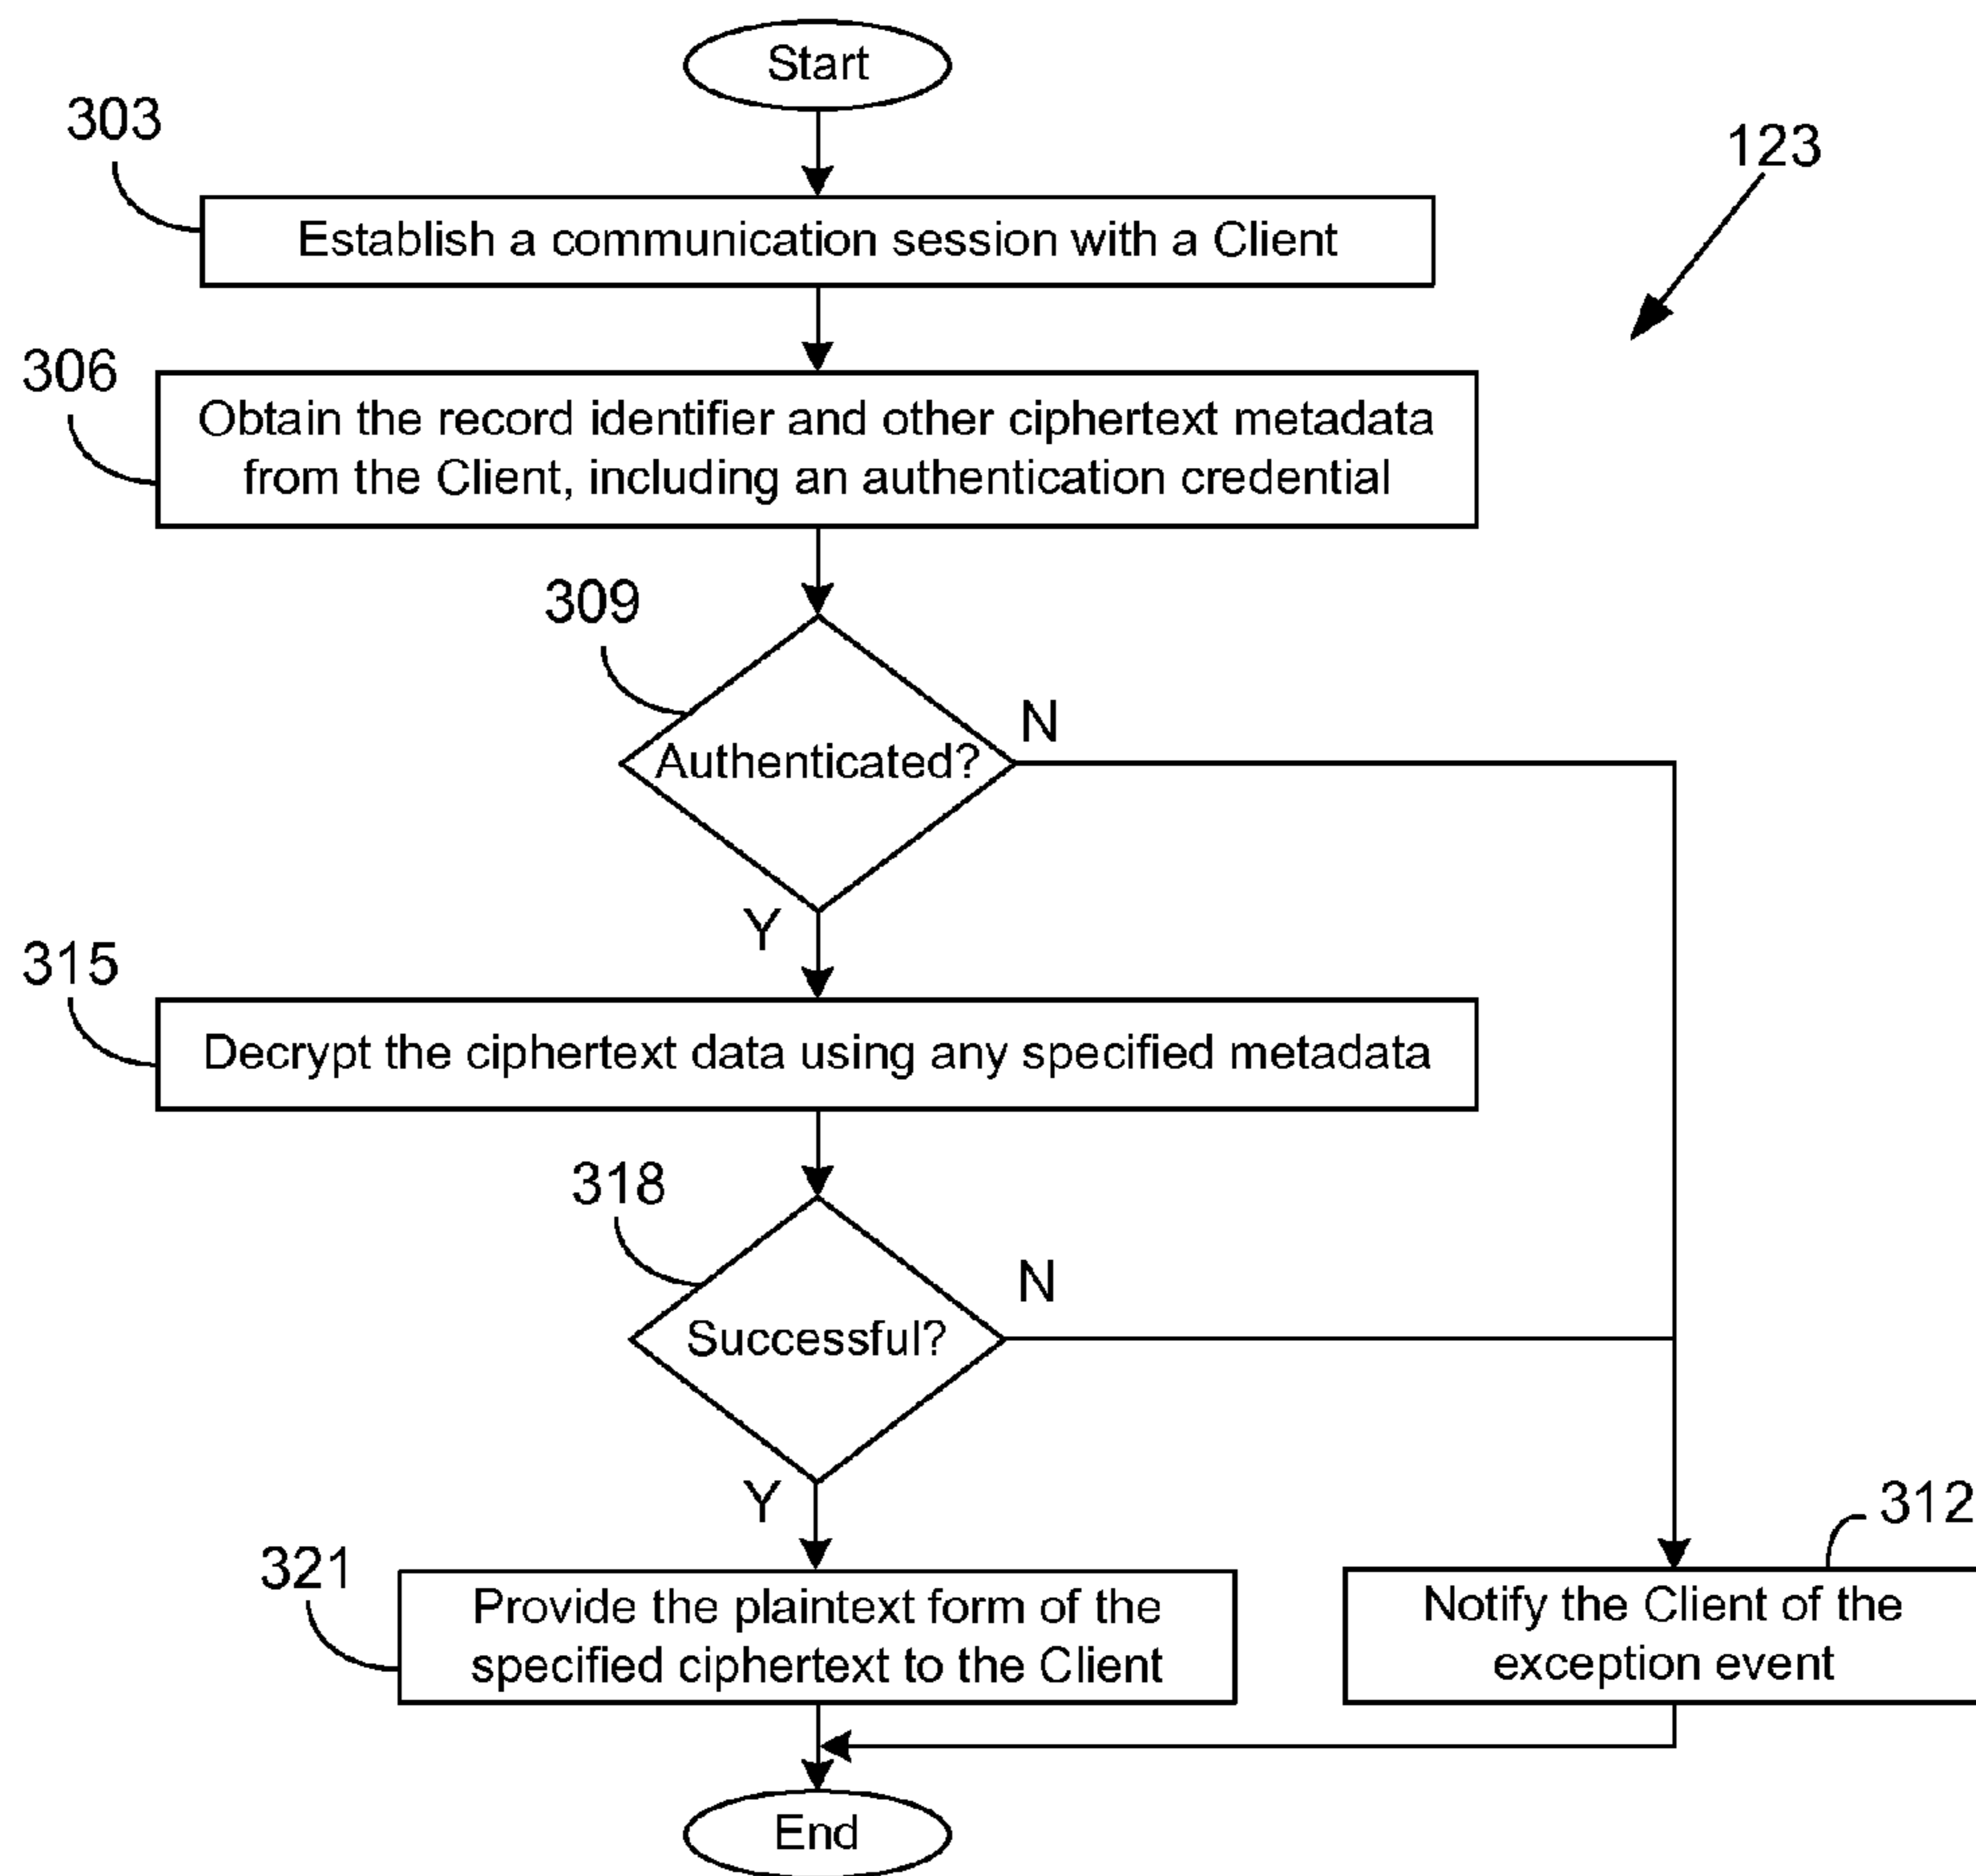 Start
303
123
Establish a communication session with a Client
306
Obtain the record identifier and other ciphertext metadata
from the Client, including an authentication credential
309
N
Authenticated?
Y
315
Decrypt the ciphertext data using any specified metadata
318
N
Successful?
Y
312
321
Provide the plaintext form of the
specified ciphertext to the Client
Notify the Client of the
exception event
End